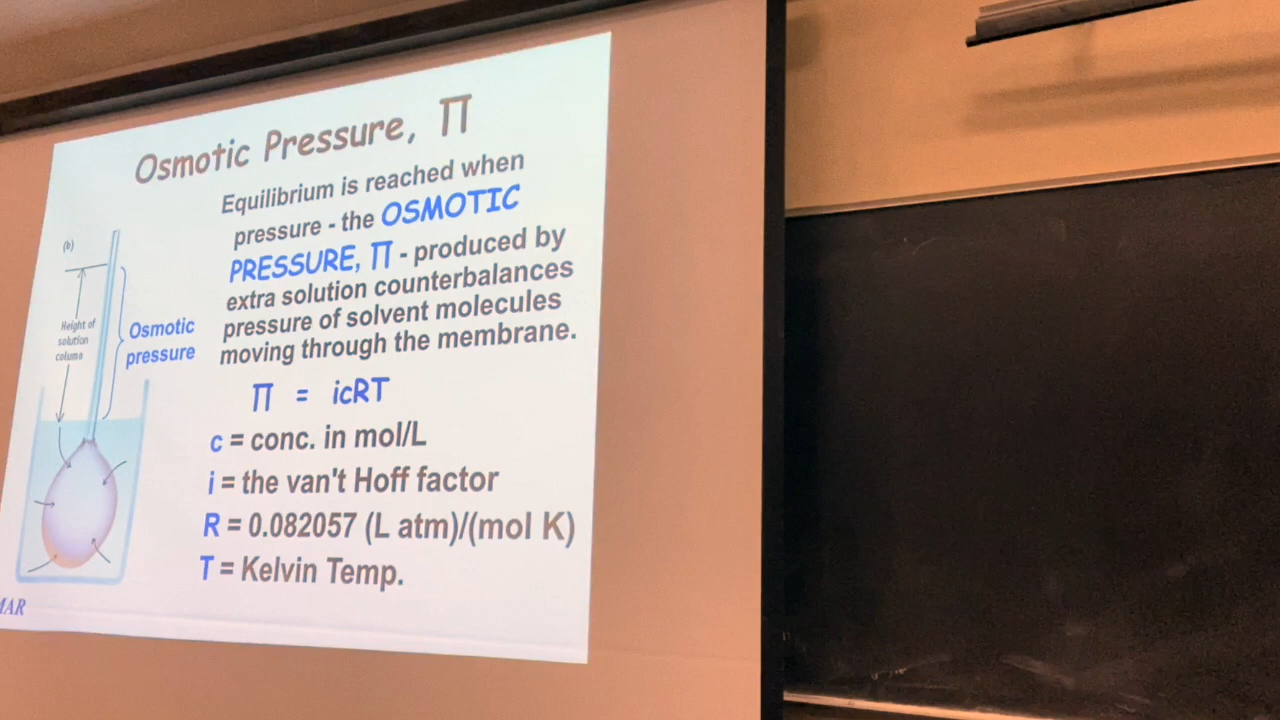 Osmotic Pressure, Π
Equilibrium is reached when
pressure - the OSMOTIC
PRESSURE, Π - produced by
extra solution counterbalances
pressure of solvent molecules
moving through the membrane.
(b)
Height of
solution
column
Osmotic
pressure
Π = icRT
c = conc. in mol/L
i = the van't Hoff factor
R = 0.082057 (L atm)/(mol K)
T = Kelvin Temp.
MAR